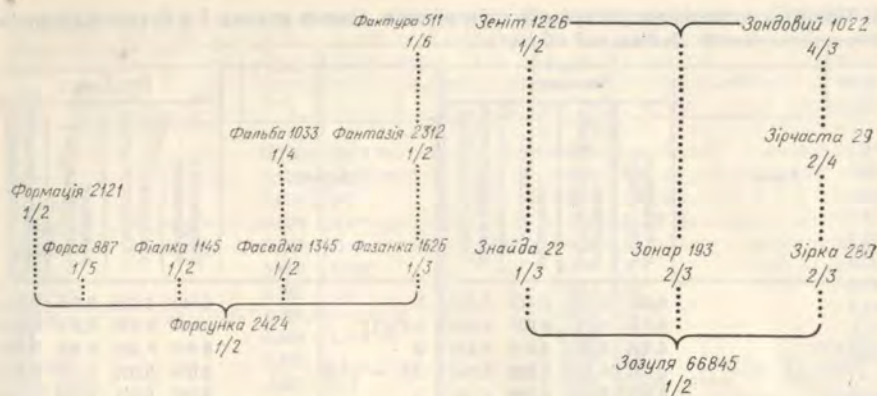 Фактура 511
1/6
Зеніт 1226
1/2
Зондовий 1022
4/3
Фальба 1033
1/4
Фантазія 2312
1/2
Зірчаста 29
2/4
Формація 2121
1/2
Форса 887
1/5
Фіалка 1145
1/2
Фасадка 1345
1/2
Фазанка 1626
1/3
Знайда 22
1/3
Зонар 193
2/3
Зірка
2/3
Форсунка 2424
1/2
Зозуля 66845
1/2